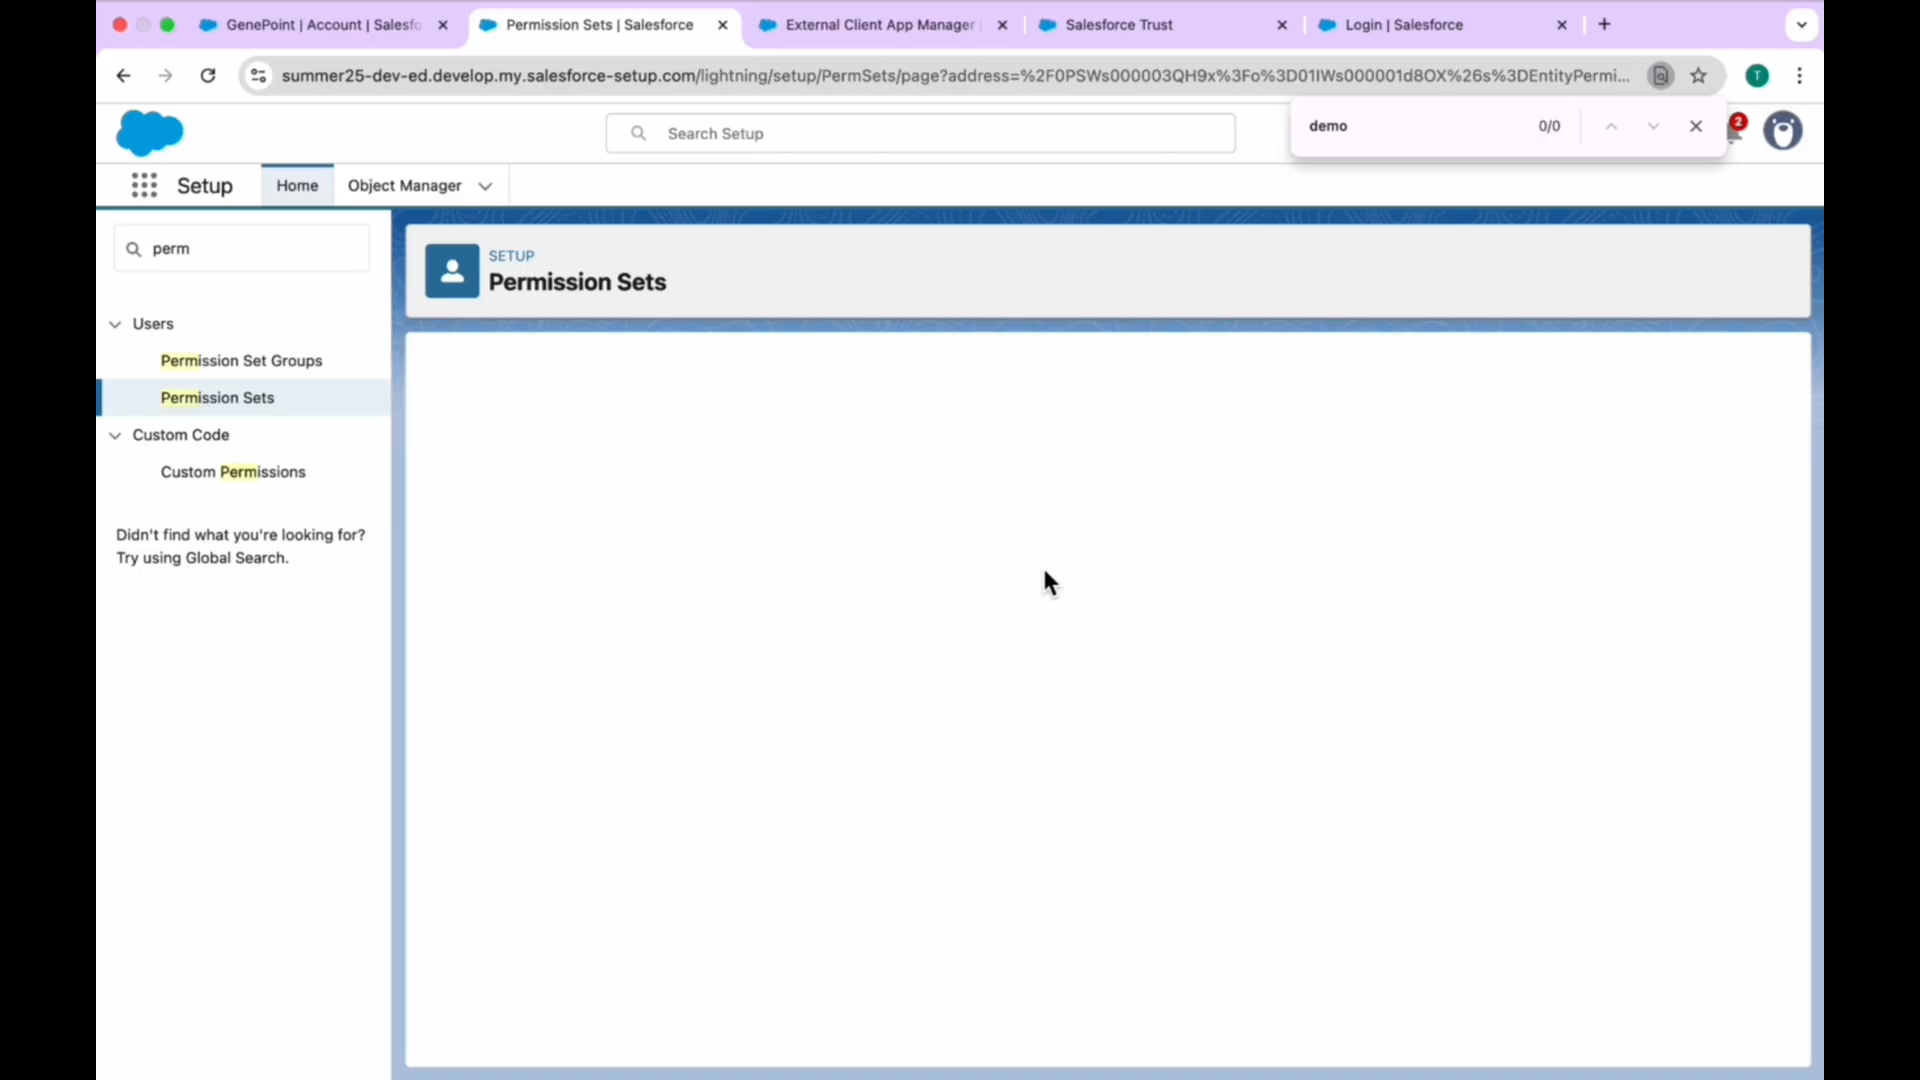 GenePoint | Account | Salesfo
Permission Sets | Salesforce
External Client App Manager
Salesforce Trust
Login | Salesforce
summer25-dev-ed.develop.my.salesforce-setup.com/lightning/setup/PermSets/page?address=%2F0PSWs000003QH9x%3Fo%3D01IWs000001d8OX%26s%3DEntityPermi...
T
Search Setup
demo
0/0
2
Setup
Home
Object Manager
perm
SETUP
Permission Sets
Users
Permission Set Groups
Permission Sets
Custom Code
Custom Permissions
Didn't find what you're looking for?
Try using Global Search.